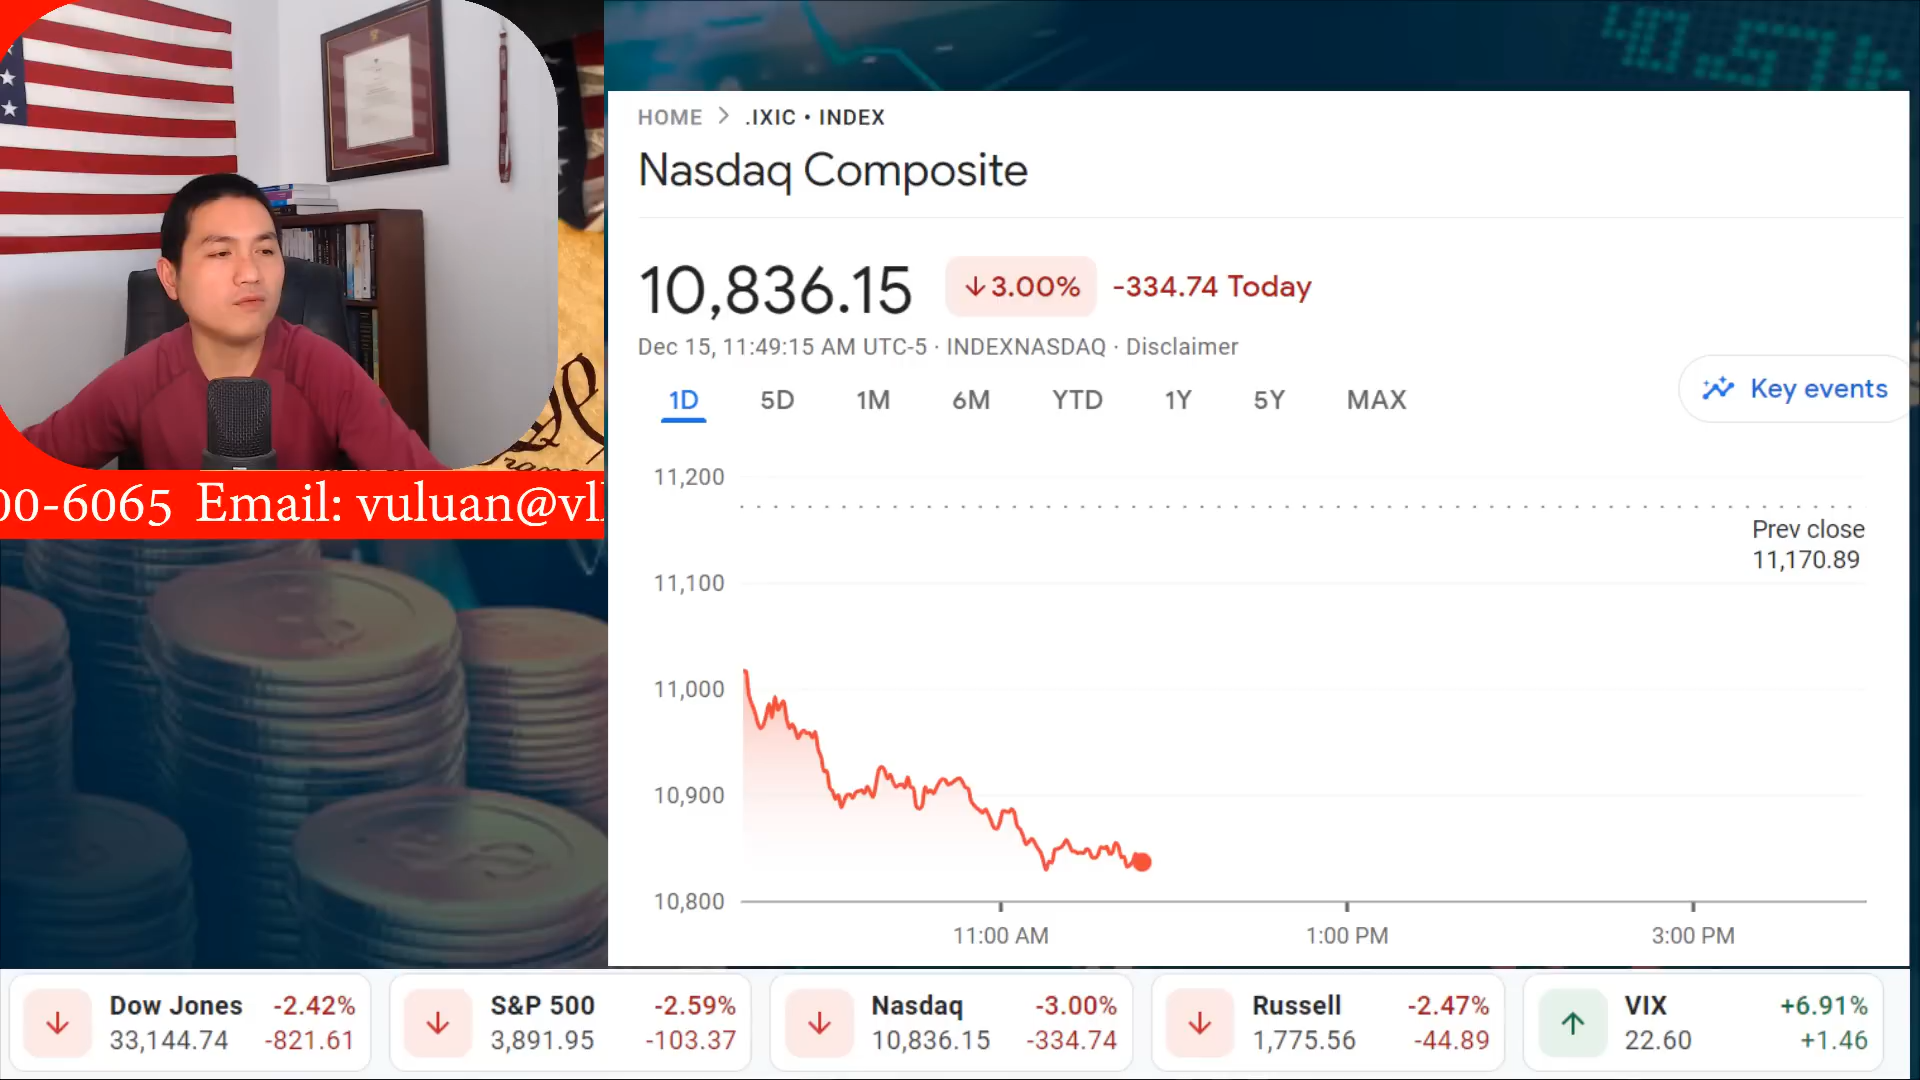 HOME > .IXIC • INDEX
Nasdaq Composite
10,836.15 ↓3.00% -334.74 Today
Dec 15, 11:49:15 AM UTC-5 · INDEXNASDAQ · Disclaimer
1D 5D 1M 6M YTD 1Y 5Y MAX
Key events
11,200
Prev close
11,170.89
11,100
11,000
10,900
10,800
11:00 AM 1:00 PM 3:00 PM
00-6065 Email: vuluan@vl
Dow Jones -2.42%
33,144.74 -821.61
S&P 500 -2.59%
3,891.95 -103.37
Nasdaq -3.00%
10,836.15 -334.74
Russell -2.47%
1,775.56 -44.89
VIX +6.91%
22.60 +1.46